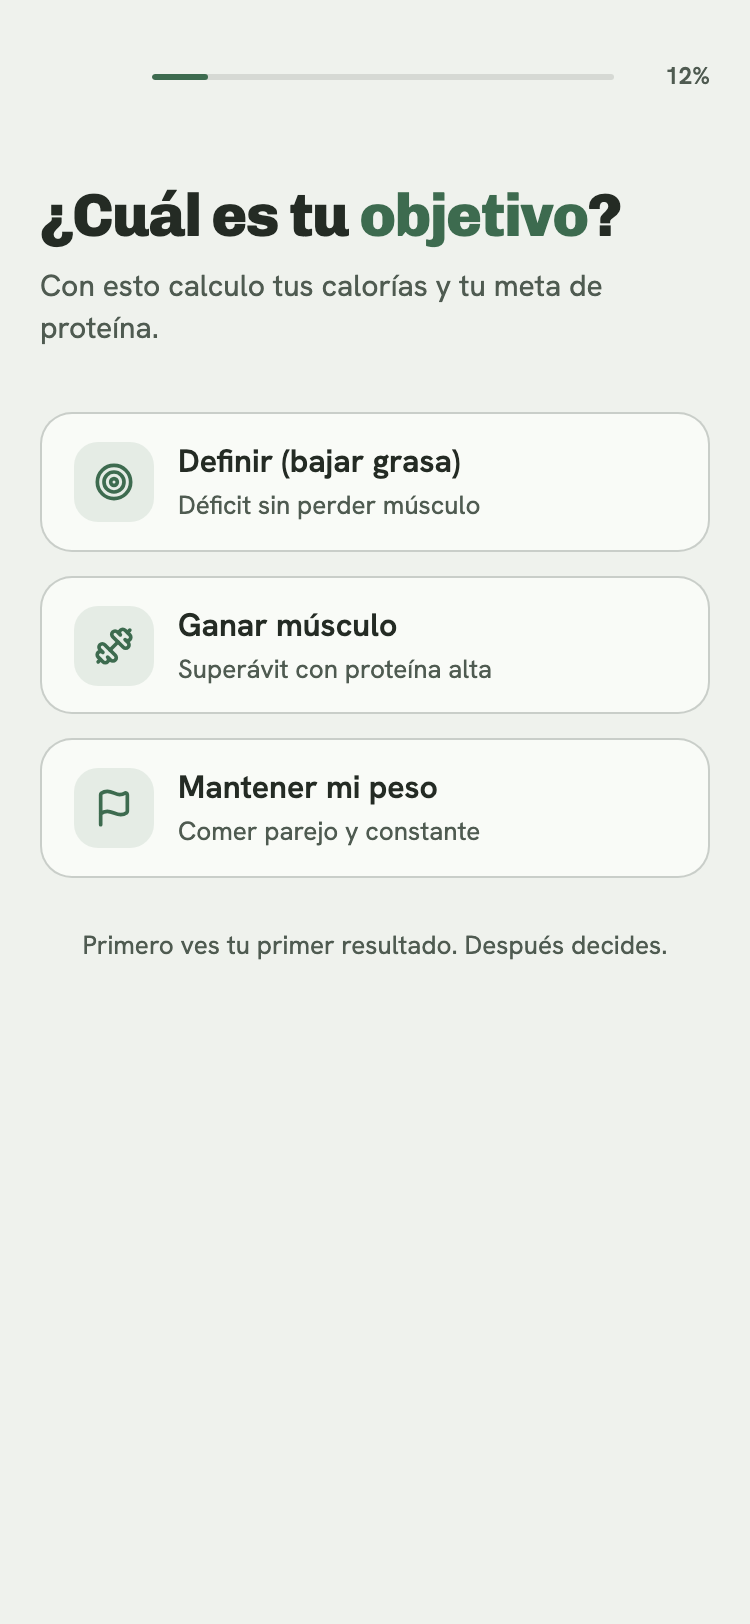 12%
¿Cuál es tu objetivo?
Con esto calculo tus calorías y tu meta de
proteína.
Definir (bajar grasa)
Déficit sin perder músculo
Ganar músculo
Superávit con proteína alta
Mantener mi peso
Comer parejo y constante
Primero ves tu primer resultado. Después decides.